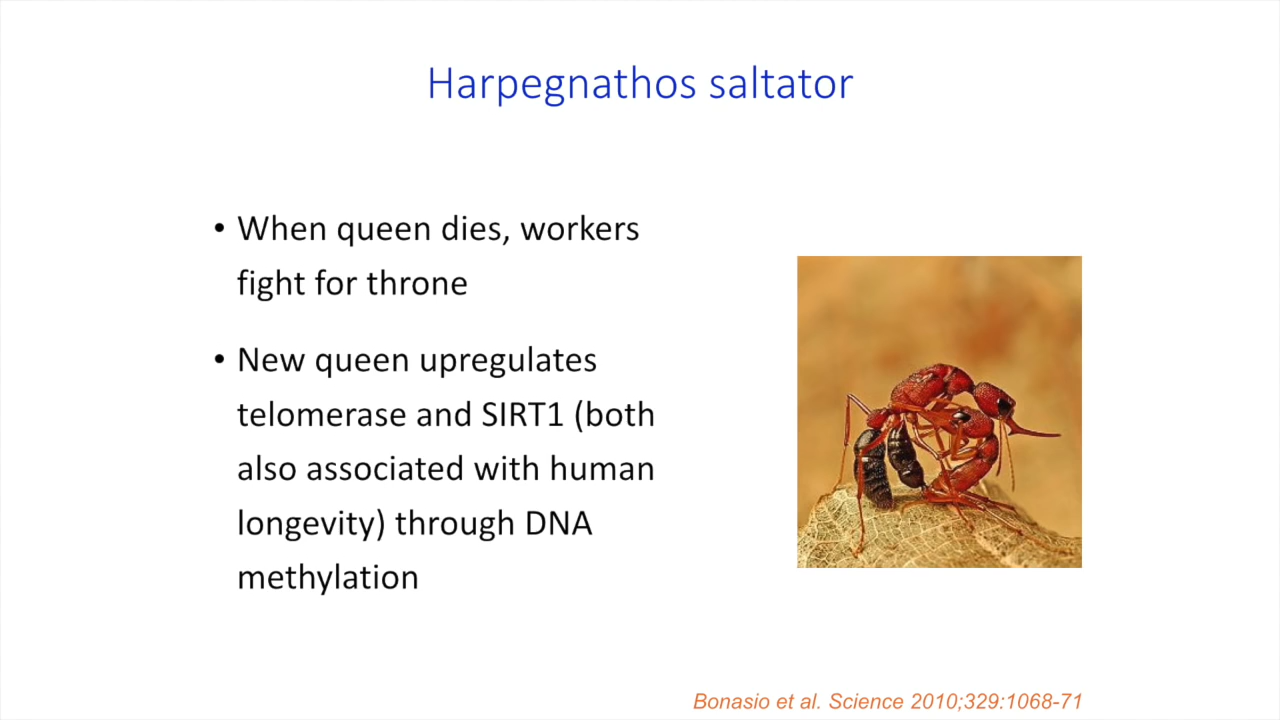 Harpegnathos saltator
• When queen dies, workers
fight for throne
• New queen upregulates
telomerase and SIRT1 (both
also associated with human
longevity) through DNA
methylation
Bonasio et al. Science 2010;329:1068-71